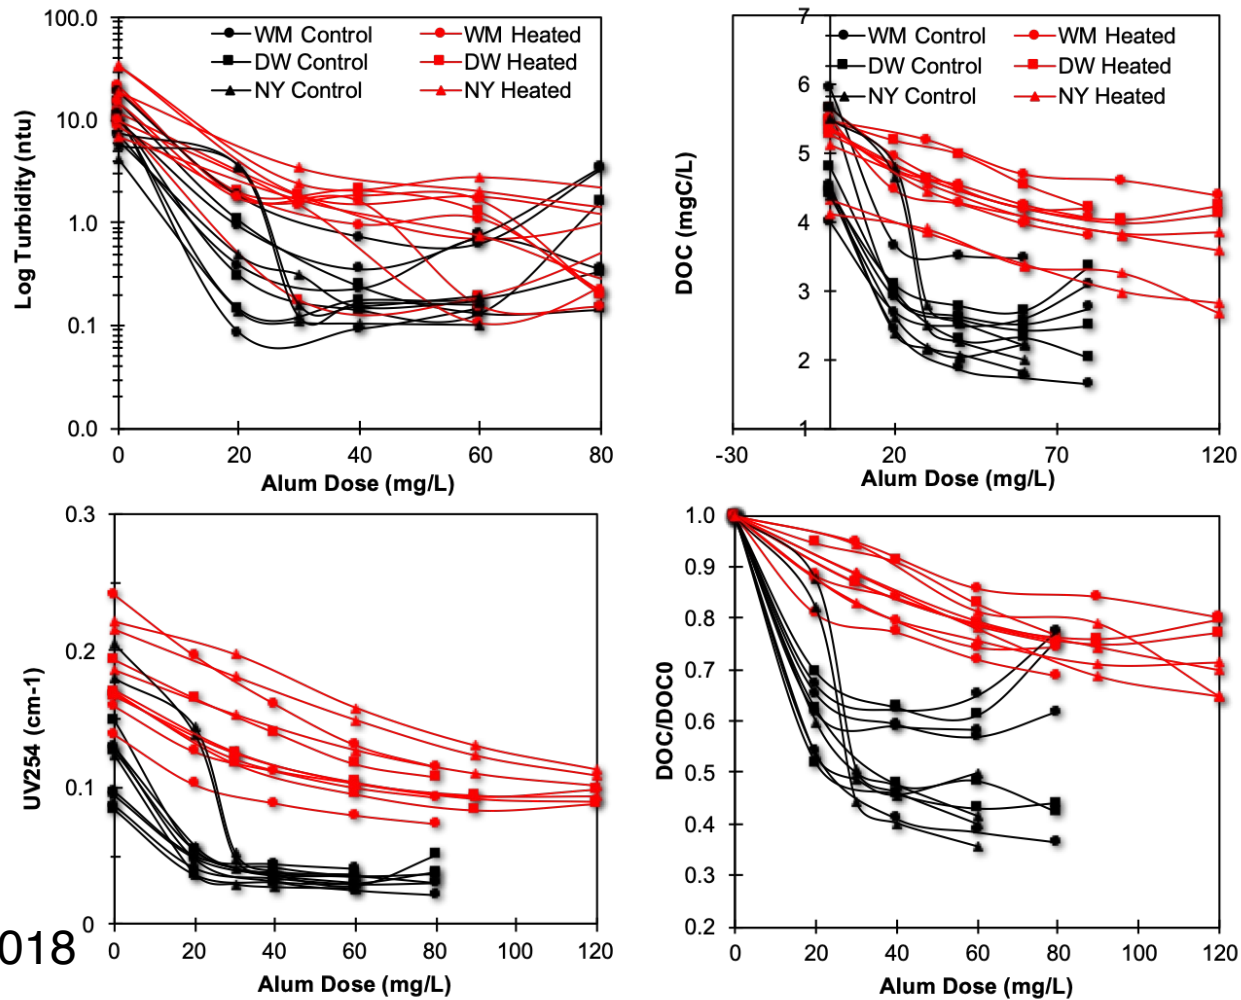 100.0
10.0
1.0
0.1
0.0
Log Turbidity (ntu)
WM Control
DW Control
NY Control
WM Heated
DW Heated
NY Heated
0 20 40 60 80
Alum Dose (mg/L)
7
6
5
4
3
2
1
DOC (mgC/L)
WM Control
DW Control
NY Control
WM Heated
DW Heated
NY Heated
-30 20 70 120
Alum Dose (mg/L)
0.3
0.2
0.1
0
UV254 (cm-1)
0 20 40 60 80 100 120
Alum Dose (mg/L)
018
1.0
0.9
0.8
0.7
0.6
0.5
0.4
0.3
0.2
DOC/DOC0
0 20 40 60 80 100 120
Alum Dose (mg/L)